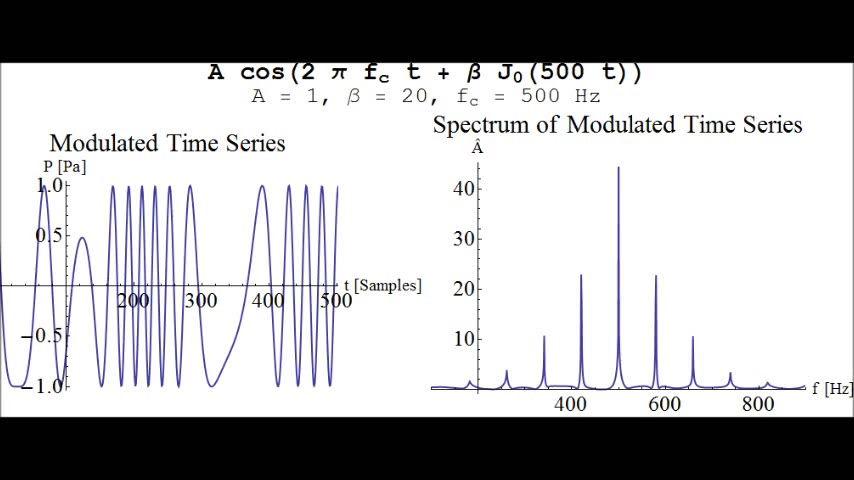 A cos(2 π f_c t + β J₀(500 t))
A = 1, β = 20, f_c = 500 Hz
Modulated Time Series
P [Pa]
1.0
0.5
-0.5
-1.0
200 300 400 500
t [Samples]
Spectrum of Modulated Time Series
Â
40
30
20
10
400 600 800
f [Hz]